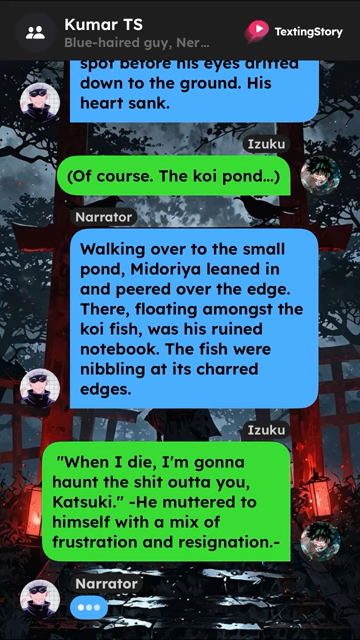 Kumar TS
Blue-haired guy, Ner...
TextingStory
spot before his eyes drifted
down to the ground. His
heart sank.
Izuku
(Of course. The koi pond...)
Narrator
Walking over to the small
pond, Midoriya leaned in
and peered over the edge.
There, floating amongst the
koi fish, was his ruined
notebook. The fish were
nibbling at its charred
edges.
Izuku
"When I die, I'm gonna
haunt the shit outta you,
Katsuki." -He muttered to
himself with a mix of
frustration and resignation.-
Narrator